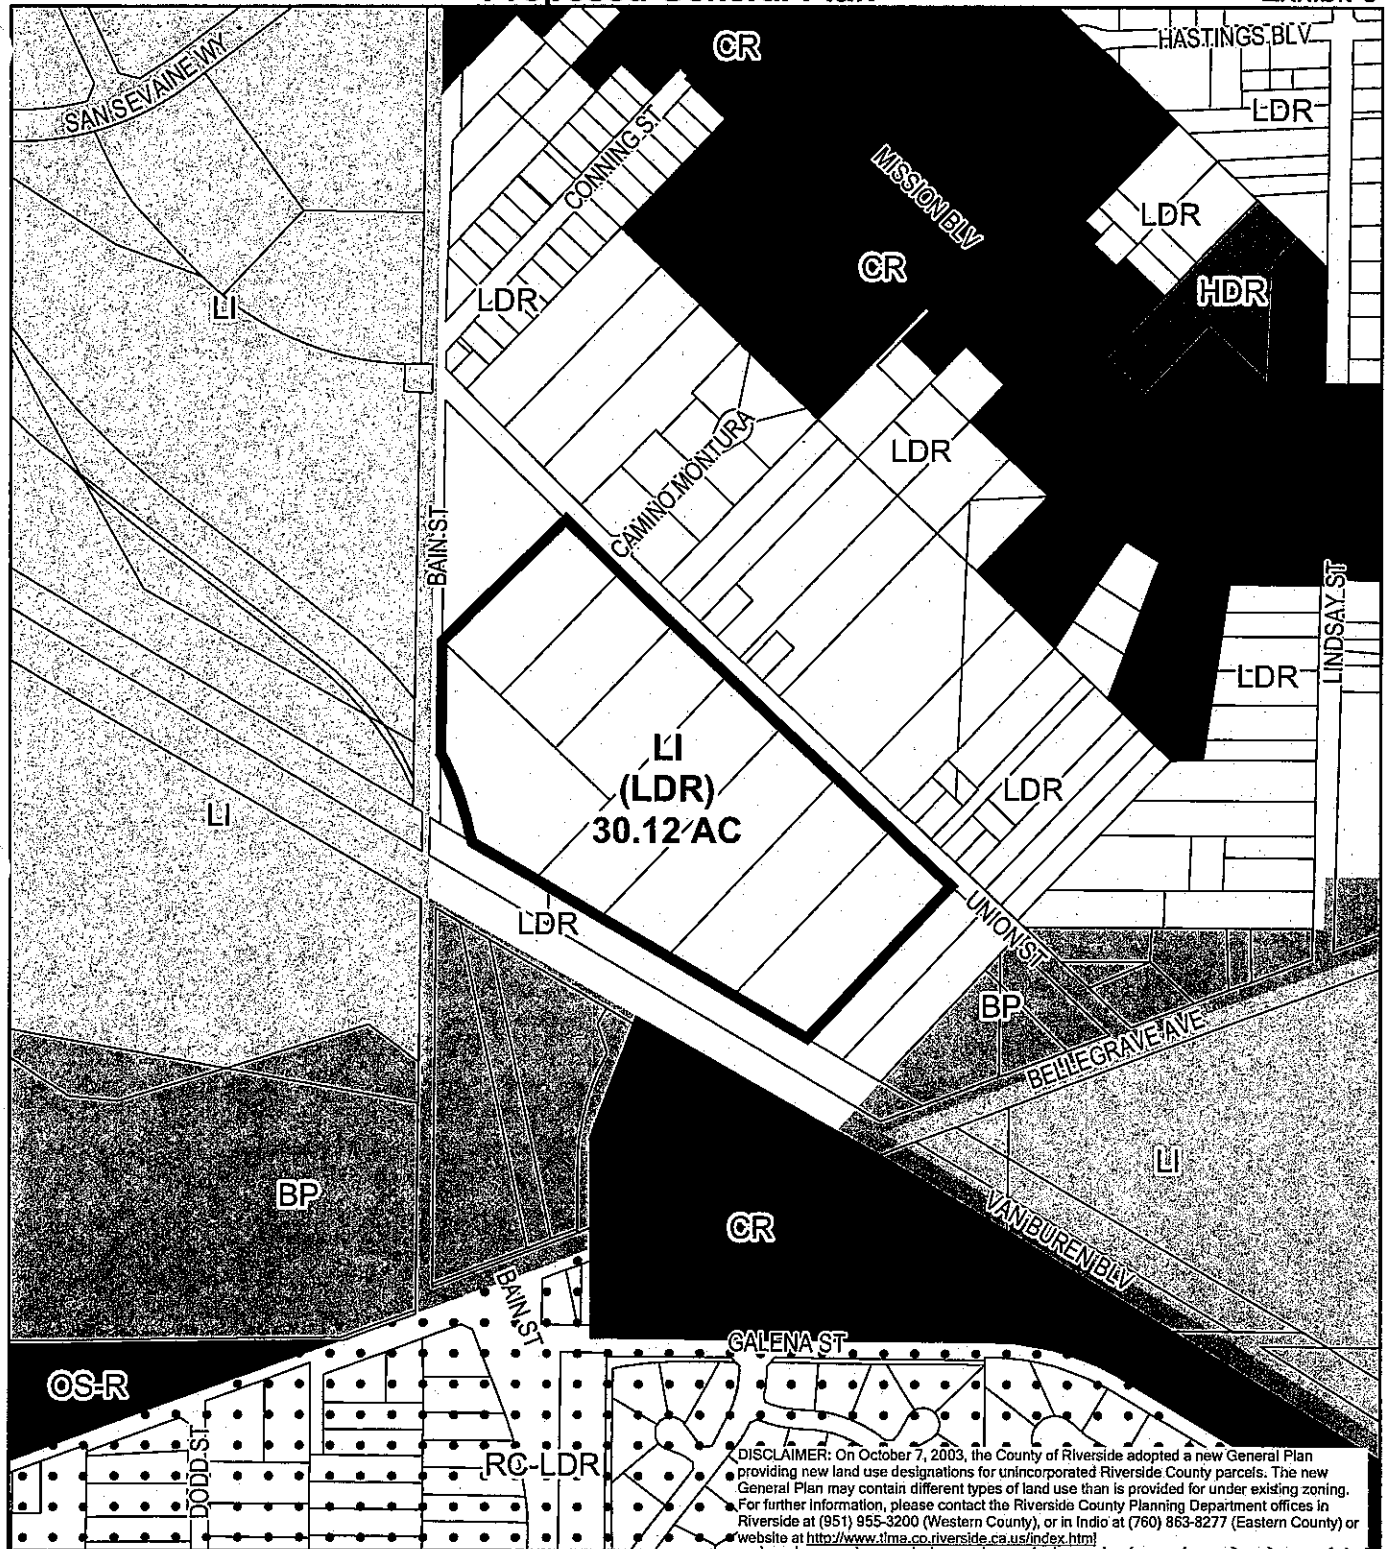 CR
HASTINGS BLV
SAN SEVAINE WY
LDR
CONNING ST
MISSION BLV
LDR
CR
HDR
LI
LDR
CAMINO MONTURA
LDR
BAIN ST
LINDSAY ST
LDR
LI
(LDR)
30.12 AC
LDR
LI
LDR
UNION ST
BP
BELLEGRAVE AVE
LI
BP
CR
VAN BUREN BLV
BAIN ST
GALENA ST
OS-R
DODD ST
RC-LDR
DISCLAIMER: On October 7, 2003, the County of Riverside adopted a new General Plan
providing new land use designations for unincorporated Riverside County parcels. The new
General Plan may contain different types of land use than is provided for under existing zoning.
For further information, please contact the Riverside County Planning Department offices in
Riverside at (951) 955-3200 (Western County), or in Indio at (760) 863-8277 (Eastern County) or
website at http://www.tlma.co.riverside.ca.us/index.html